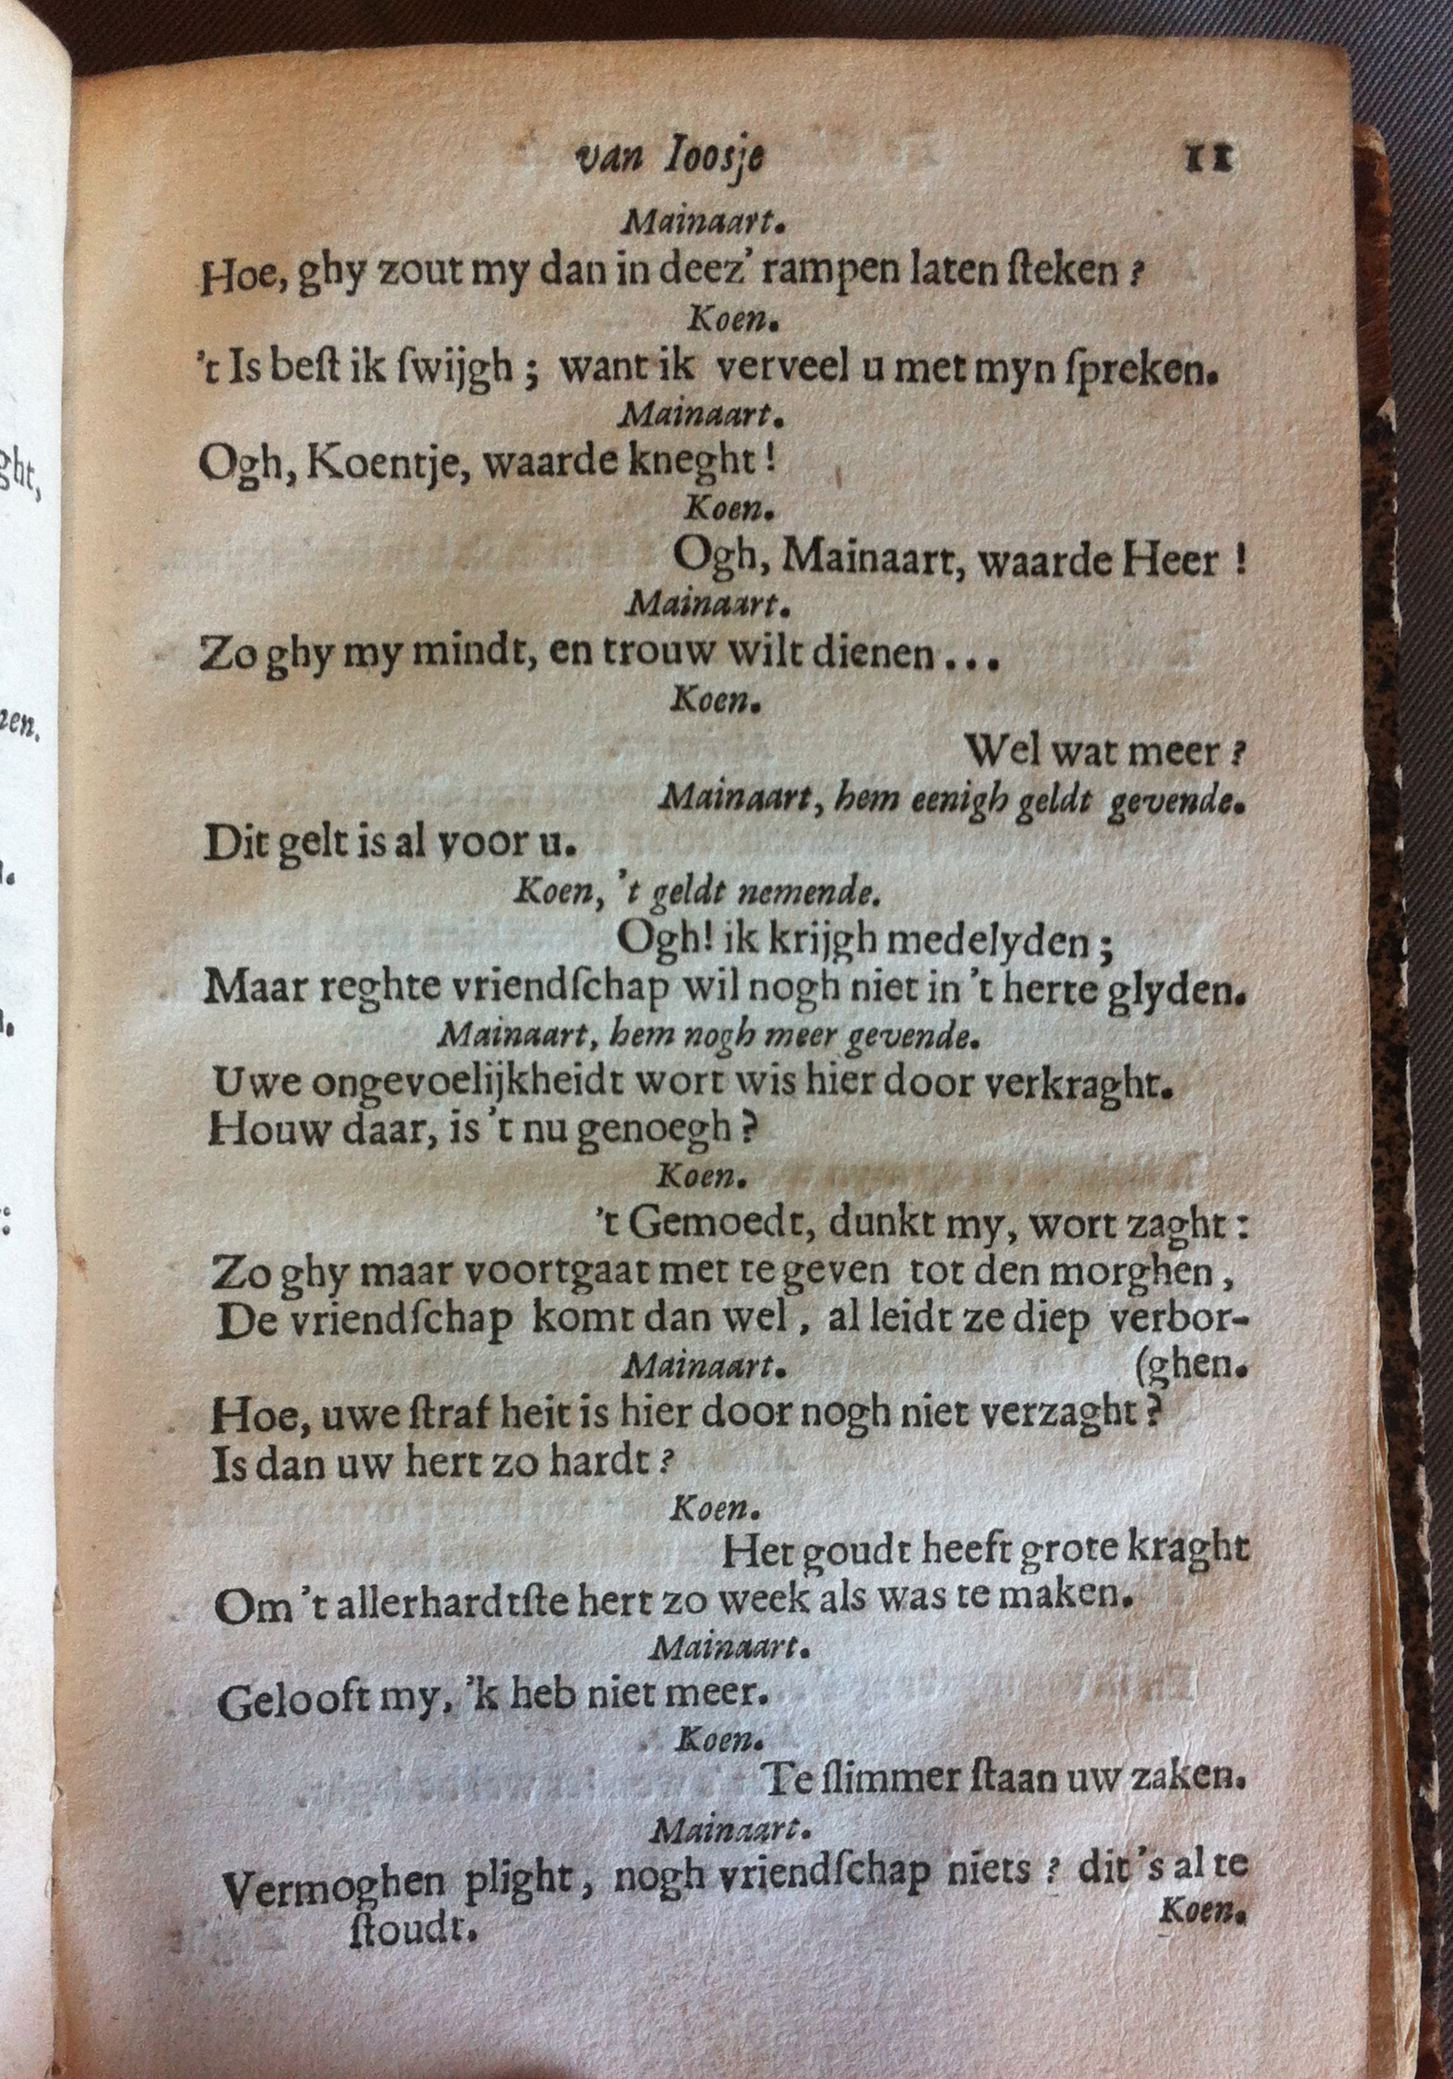 van Ioosje 11
Mainaart.
Hoe, ghy zout my dan in deez' rampen laten ſteken?
Koen.
't Is beſt ik ſwijgh; want ik verveel u met myn ſpreken.
Mainaart.
Ogh, Koentje, waarde kneght!
Koen.
Ogh, Mainaart, waarde Heer!
Mainaart.
Zo ghy my mindt, en trouw wilt dienen...
Koen.
Wel wat meer?
Mainaart, hem eenigh geldt gevende.
Dit gelt is al voor u.
Koen, 't geldt nemende.
Ogh! ik krijgh medelyden;
Maar reghte vriendſchap wil nogh niet in 't herte glyden.
Mainaart, hem nogh meer gevende.
Uwe ongevoelijkheidt wort wis hier door verkraght.
Houw daar, is 't nu genoegh?
Koen.
't Gemoedt, dunkt my, wort zaght:
Zo ghy maar voortgaat met te geven tot den morghen,
De vriendſchap komt dan wel, al leidt ze diep verbor-
Mainaart. (ghen.
Hoe, uwe ſtraf heit is hier door nogh niet verzaght?
Is dan uw hert zo hardt?
Koen.
Het goudt heeft grote kraght
Om 't allerhardtſte hert zo week als was te maken.
Mainaart.
Gelooft my, 'k heb niet meer.
Koen.
Te ſlimmer ſtaan uw zaken.
Mainaart.
Vermoghen plight, nogh vriendſchap niets? dit 's al te
ſtoudt. Koen.
ght,
nen.